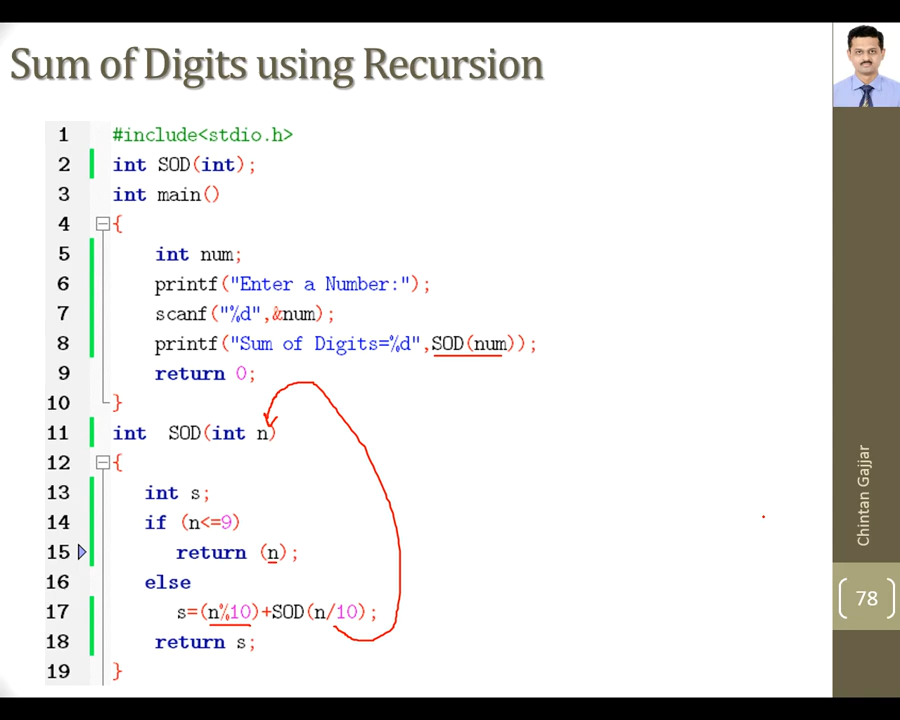 Sum of Digits using Recursion
1 #include<stdio.h>
2 int SOD(int);
3 int main()
4 {
5 int num;
6 printf("Enter a Number:");
7 scanf("%d",&num);
8 printf("Sum of Digits=%d",SOD(num));
9 return 0;
10 }
11 int SOD(int n)
12 {
13 int s;
14 if (n<=9)
15 return (n);
16 else
17 s=(n%10)+SOD(n/10);
18 return s;
19 }
Chintan Gajjar
78